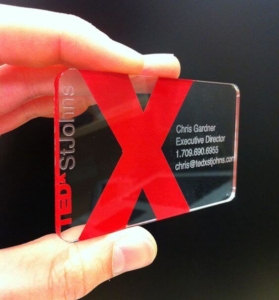 TEDxStJohns
X
Chris Gardner
Executive Director
1.709.690.6955
chris@tedxstjohns.com